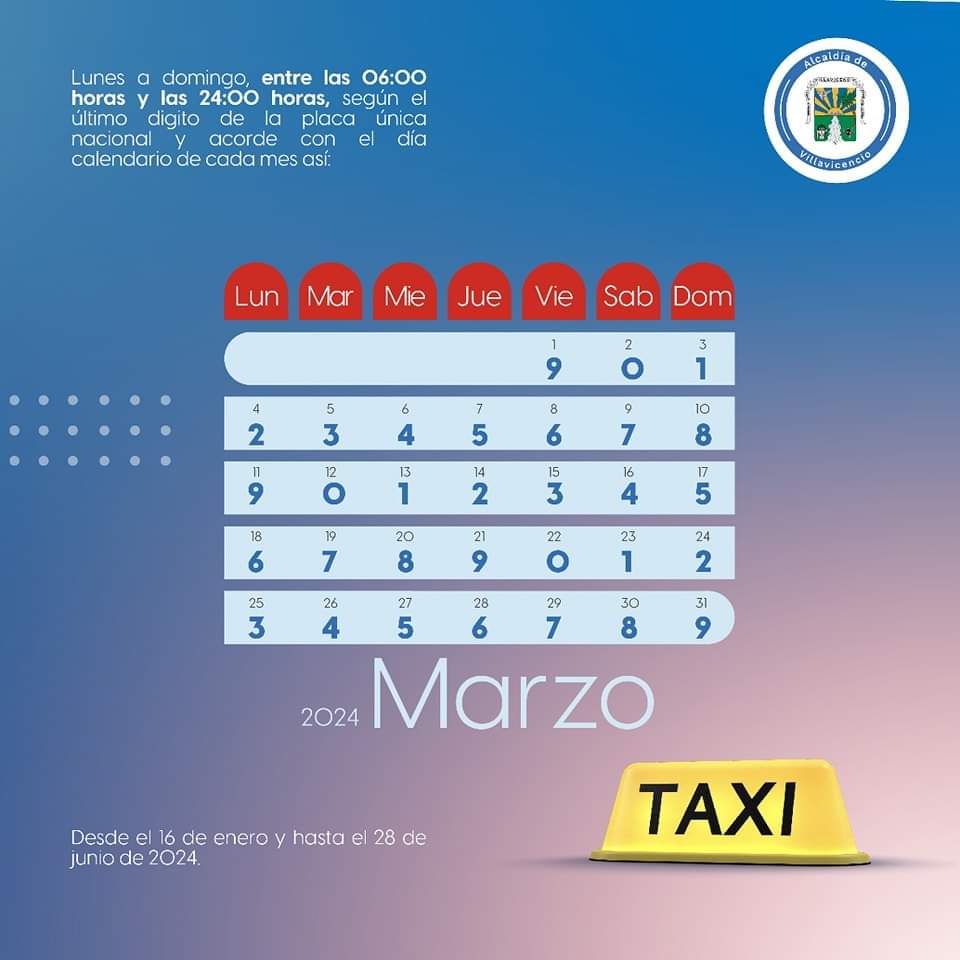 Lunes a domingo, entre las 06:00
horas y las 24:00 horas, según el
último digito de la placa única
nacional y acorde con el día
calendario de cada mes así:
Alcaldía de
Villavicencio
Lun Mar Mie Jue Vie Sab Dom
1 2 3
9 0 1
4 5 6 7 8 9 10
2 3 4 5 6 7 8
11 12 13 14 15 16 17
9 0 1 2 3 4 5
18 19 20 21 22 23 24
6 7 8 9 0 1 2
25 26 27 28 29 30 31
3 4 5 6 7 8 9
2024 Marzo
TAXI
Desde el 16 de enero y hasta el 28 de
junio de 2024.